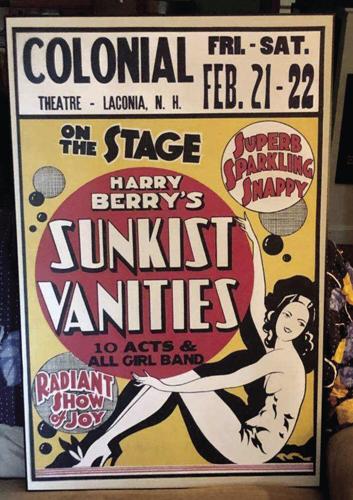 COLONIAL
THEATRE - LACONIA, N. H.
FRI. - SAT.
FEB. 21 - 22
ON THE STAGE
SUPERB
SPARKLING
SNAPPY
HARRY
BERRY'S
SUNKIST
VANITIES
10 ACTS &
ALL GIRL BAND
RADIANT
SHOW
of JOY